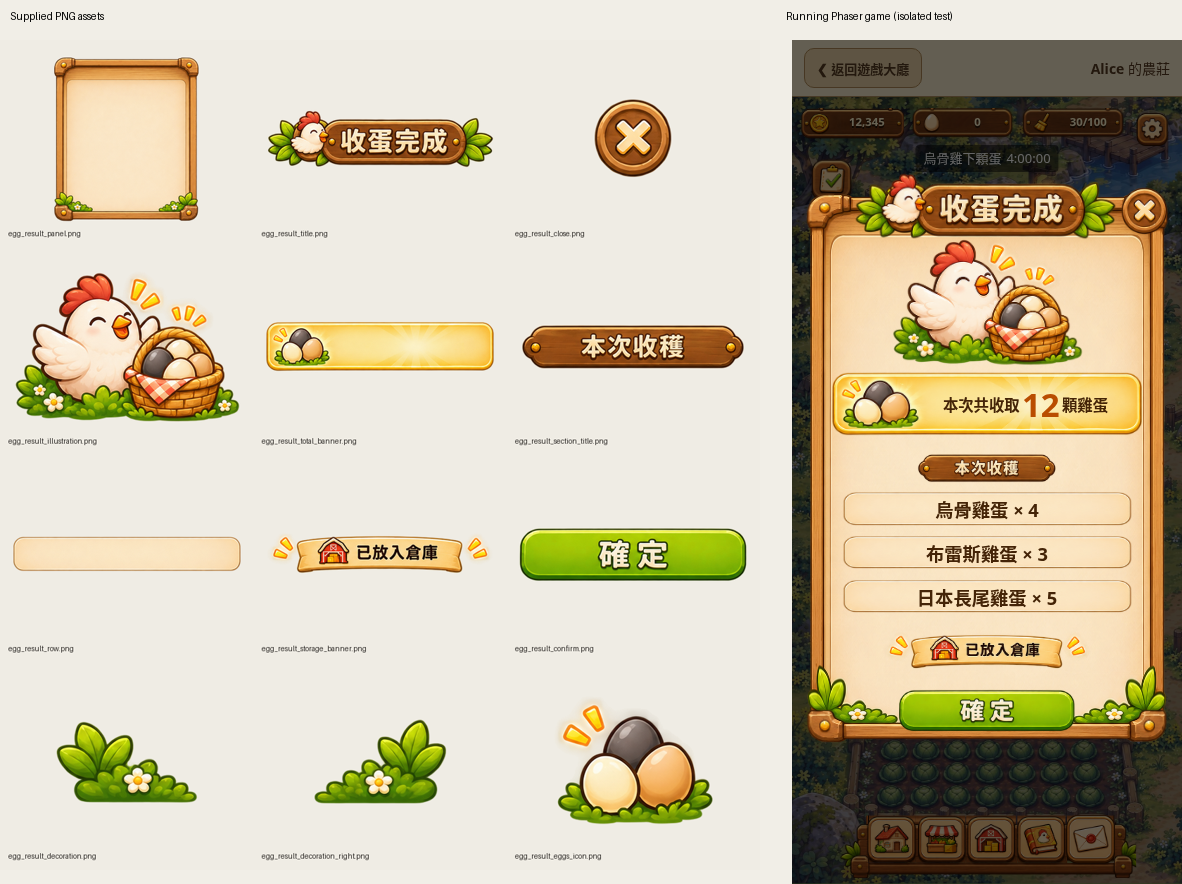 Supplied PNG assets
Running Phaser game (isolated test)
egg_result_panel.png
收蛋完成
egg_result_title.png
egg_result_close.png
egg_result_illustration.png
egg_result_total_banner.png
本次收穫
egg_result_section_title.png
egg_result_row.png
已放入倉庫
egg_result_storage_banner.png
確定
egg_result_confirm.png
egg_result_decoration.png
egg_result_decoration_right.png
egg_result_eggs_icon.png
❮ 返回遊戲大廳
Alice 的農莊
12,345
0
30/100
烏骨雞下顆蛋 4:00:00
收蛋完成
本次共收取 12 顆雞蛋
本次收穫
烏骨雞蛋 × 4
布雷斯雞蛋 × 3
日本長尾雞蛋 × 5
已放入倉庫
確定